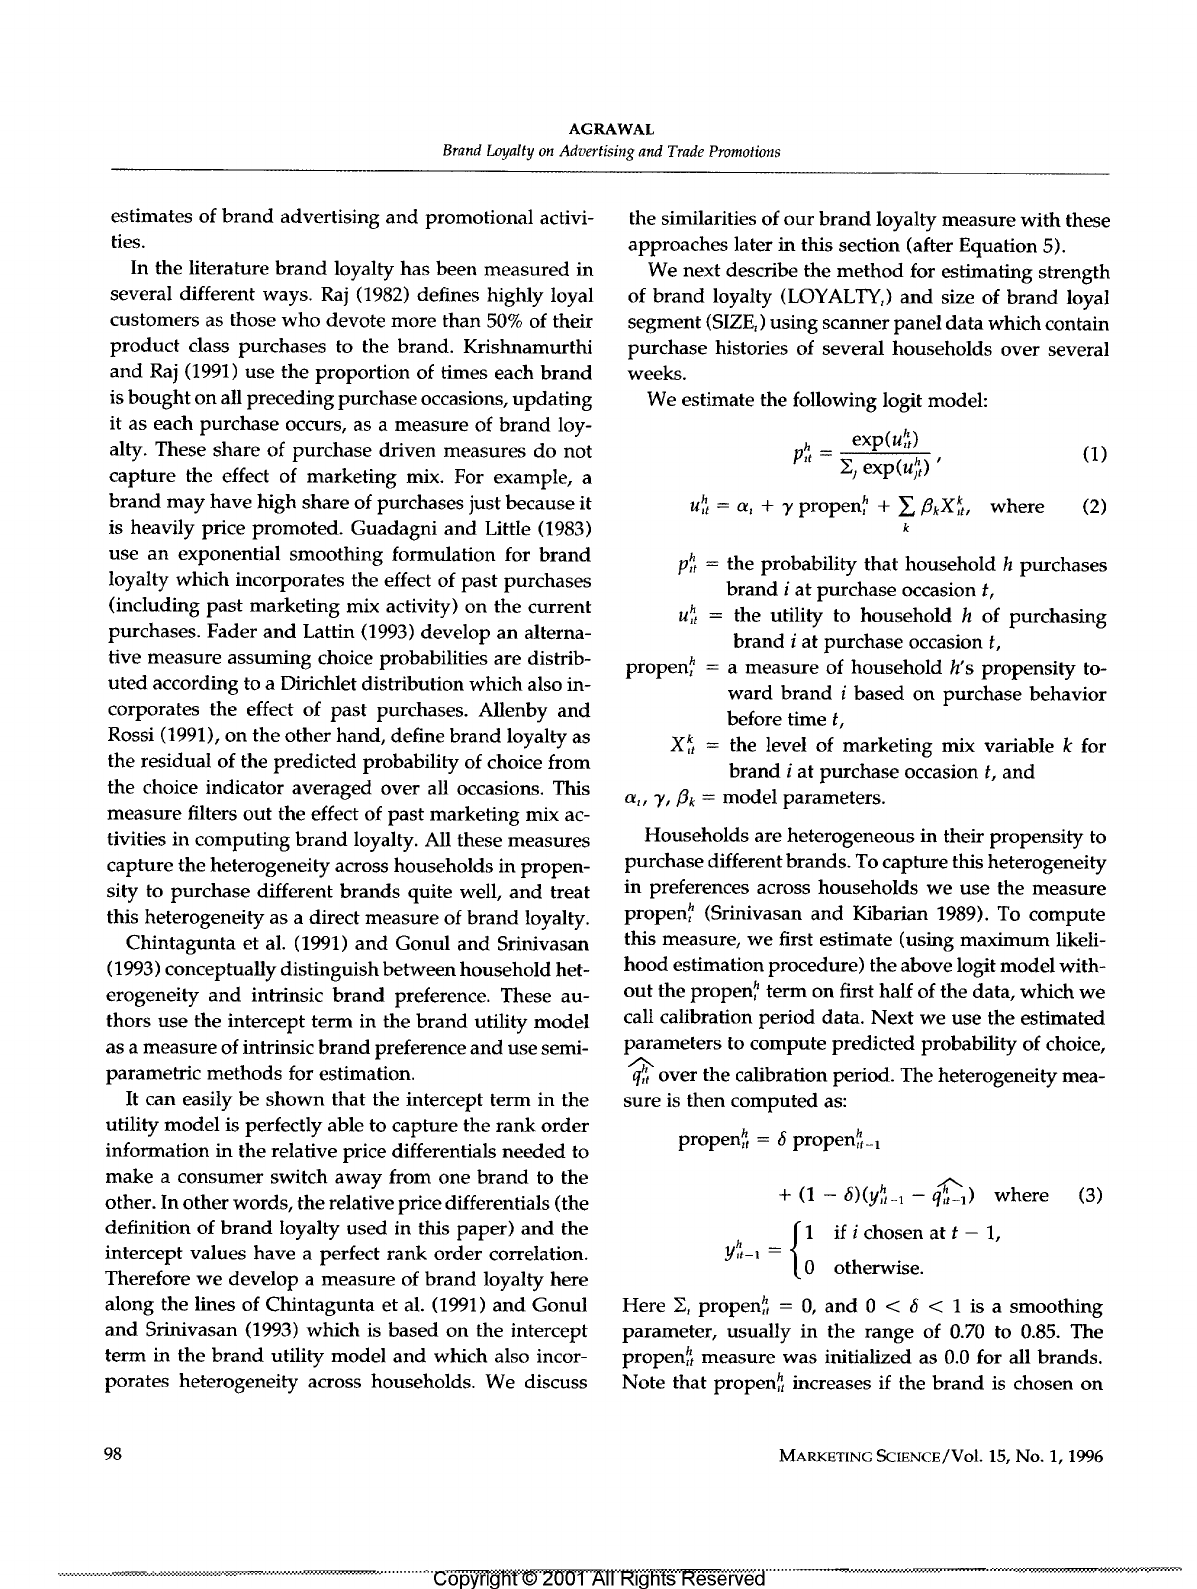 AGRAWAL
Brand Loyalty on Advertising and Trade Promotions
estimates of brand advertising and promotional activi-
ties.
In the literature brand loyalty has been measured in
several different ways. Raj (1982) defines highly loyal
customers as those who devote more than 50% of their
product class purchases to the brand. Krishnamurthi
and Raj (1991) use the proportion of times each brand
is bought on all preceding purchase occasions, updating
it as each purchase occurs, as a measure of brand loy-
alty. These share of purchase driven measures do not
capture the effect of marketing mix. For example, a
brand may have high share of purchases just because it
is heavily price promoted. Guadagni and Little (1983)
use an exponential smoothing formulation for brand
loyalty which incorporates the effect of past purchases
(including past marketing mix activity) on the current
purchases. Fader and Lattin (1993) develop an alterna-
tive measure assuming choice probabilities are distrib-
uted according to a Dirichlet distribution which also in-
corporates the effect of past purchases. Allenby and
Rossi (1991), on the other hand, define brand loyalty as
the residual of the predicted probability of choice from
the choice indicator averaged over all occasions. This
measure filters out the effect of past marketing mix ac-
tivities in computing brand loyalty. All these measures
capture the heterogeneity across households in propen-
sity to purchase different brands quite well, and treat
this heterogeneity as a direct measure of brand loyalty.
Chintagunta et al. (1991) and Gonul and Srinivasan
(1993) conceptually distinguish between household het-
erogeneity and intrinsic brand preference. These au-
thors use the intercept term in the brand utility model
as a measure of intrinsic brand preference and use semi-
parametric methods for estimation.
It can easily be shown that the intercept term in the
utility model is perfectly able to capture the rank order
information in the relative price differentials needed to
make a consumer switch away from one brand to the
other. In other words, the relative price differentials (the
definition of brand loyalty used in this paper) and the
intercept values have a perfect rank order correlation.
Therefore we develop a measure of brand loyalty here
along the lines of Chintagunta et al. (1991) and Gonul
and Srinivasan (1993) which is based on the intercept
term in the brand utility model and which also incor-
porates heterogeneity across households. We discuss
the similarities of our brand loyalty measure with these
approaches later in this section (after Equation 5).
We next describe the method for estimating strength
of brand loyalty (LOYALTY_i) and size of brand loyal
segment (SIZE_i) using scanner panel data which contain
purchase histories of several households over several
weeks.
We estimate the following logit model:
p_it^h = exp(u_it^h) / Σ_j exp(u_jt^h) , (1)
u_it^h = α_i + γ propen_i^h + Σ_k β_k X_it^k, where (2)
p_it^h = the probability that household h purchases
brand i at purchase occasion t,
u_it^h = the utility to household h of purchasing
brand i at purchase occasion t,
propen_i^h = a measure of household h's propensity to-
ward brand i based on purchase behavior
before time t,
X_it^k = the level of marketing mix variable k for
brand i at purchase occasion t, and
α_i, γ, β_k = model parameters.
Households are heterogeneous in their propensity to
purchase different brands. To capture this heterogeneity
in preferences across households we use the measure
propen_i^h (Srinivasan and Kibarian 1989). To compute
this measure, we first estimate (using maximum likeli-
hood estimation procedure) the above logit model with-
out the propen_i^h term on first half of the data, which we
call calibration period data. Next we use the estimated
parameters to compute predicted probability of choice,
q̂_it^h over the calibration period. The heterogeneity mea-
sure is then computed as:
propen_it^h = δ propen_it-1^h
+ (1 − δ)(y_it-1^h − q̂_it-1^h) where (3)
y_it-1^h = { 1 if i chosen at t − 1,
0 otherwise.
Here Σ_i propen_it^h = 0, and 0 < δ < 1 is a smoothing
parameter, usually in the range of 0.70 to 0.85. The
propen_it^h measure was initialized as 0.0 for all brands.
Note that propen_it^h increases if the brand is chosen on
98
MARKETING SCIENCE/Vol. 15, No. 1, 1996
Copyright © 2001 All Rights Reserved